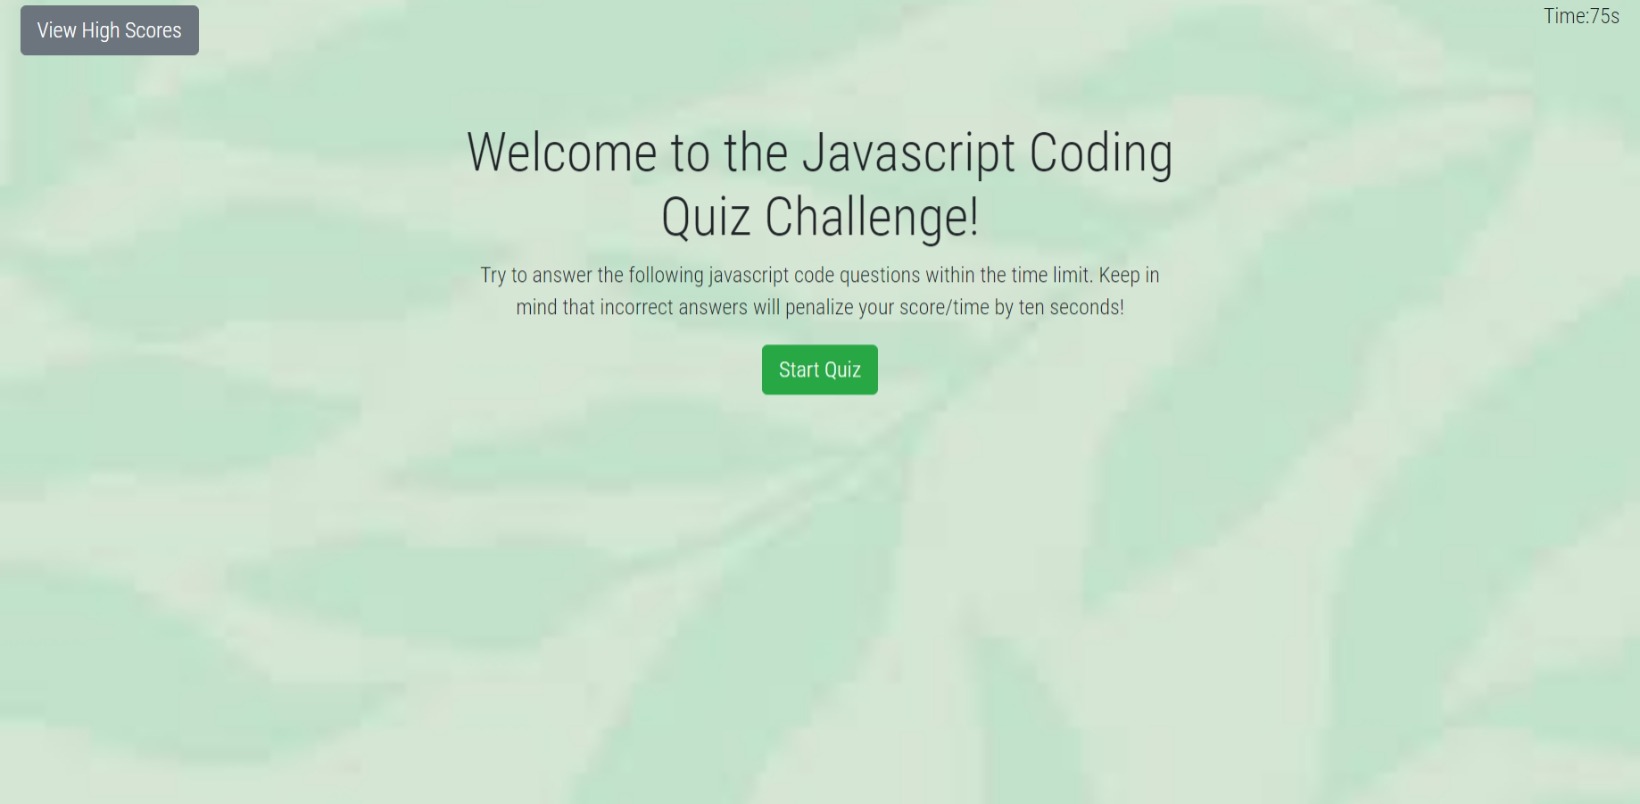 View High Scores
Time:75s
Welcome to the Javascript Coding
Quiz Challenge!
Try to answer the following javascript code questions within the time limit. Keep in
mind that incorrect answers will penalize your score/time by ten seconds!
Start Quiz